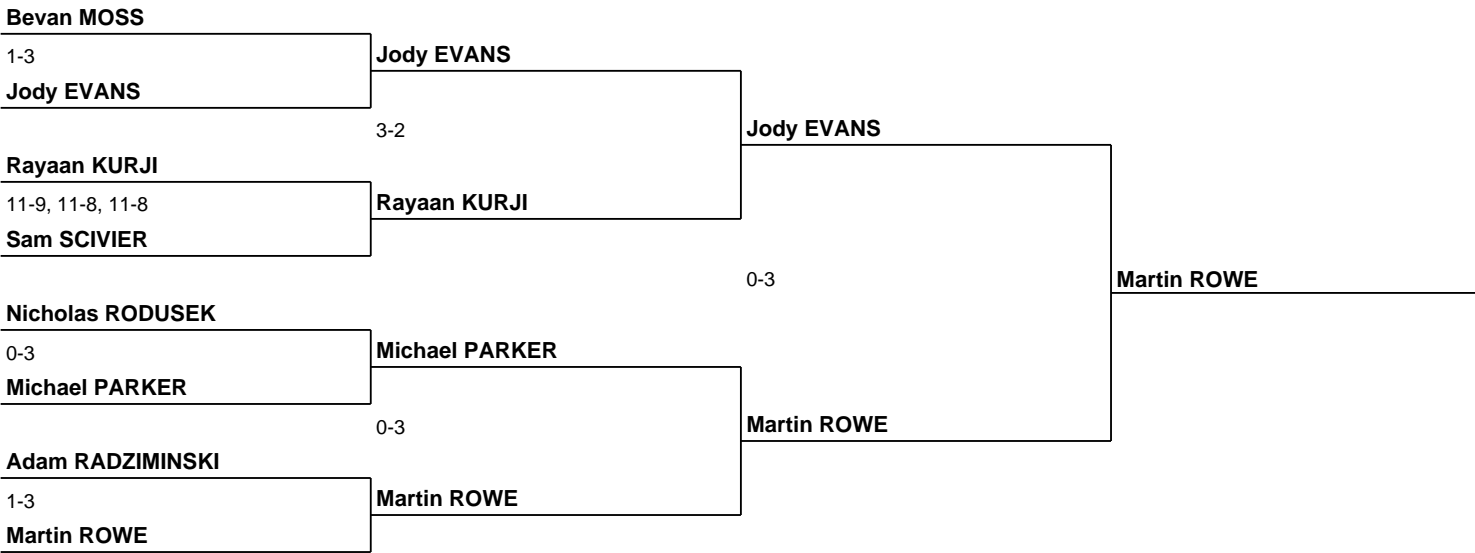 Bevan MOSS
1-3
Jody EVANS
Jody EVANS
3-2
Jody EVANS
Rayaan KURJI
11-9, 11-8, 11-8
Rayaan KURJI
Sam SCIVIER
0-3
Martin ROWE
Nicholas RODUSEK
0-3
Michael PARKER
Michael PARKER
0-3
Martin ROWE
Adam RADZIMINSKI
1-3
Martin ROWE
Martin ROWE